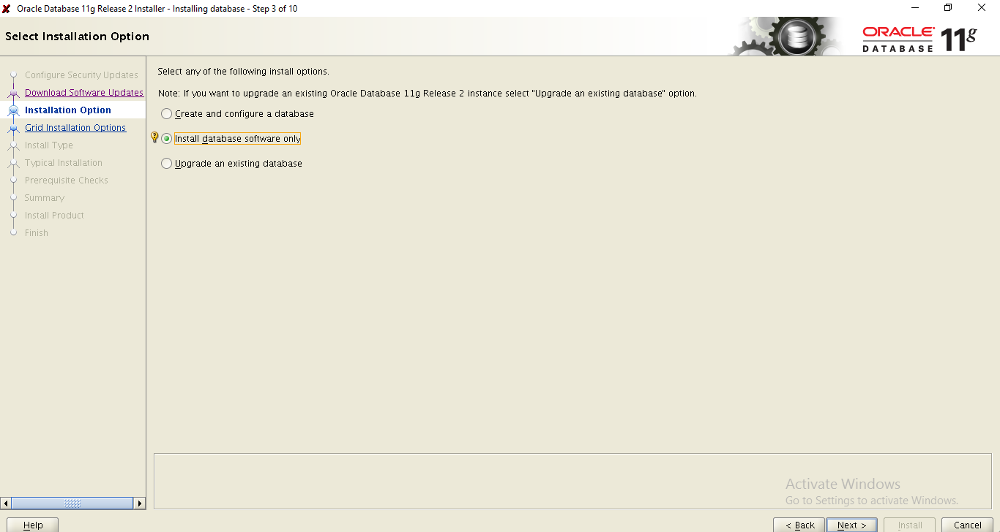 Oracle Database 11g Release 2 Installer - Installing database - Step 3 of 10
Select Installation Option
ORACLE
DATABASE 11g
Configure Security Updates
Download Software Updates
Installation Option
Grid Installation Options
Install Type
Typical Installation
Prerequisite Checks
Summary
Install Product
Finish
Select any of the following install options.
Note: If you want to upgrade an existing Oracle Database 11g Release 2 instance select "Upgrade an existing database" option.
Create and configure a database
Install database software only
Upgrade an existing database
Activate Windows
Go to Settings to activate Windows.
Help
< Back
Next >
Install
Cancel